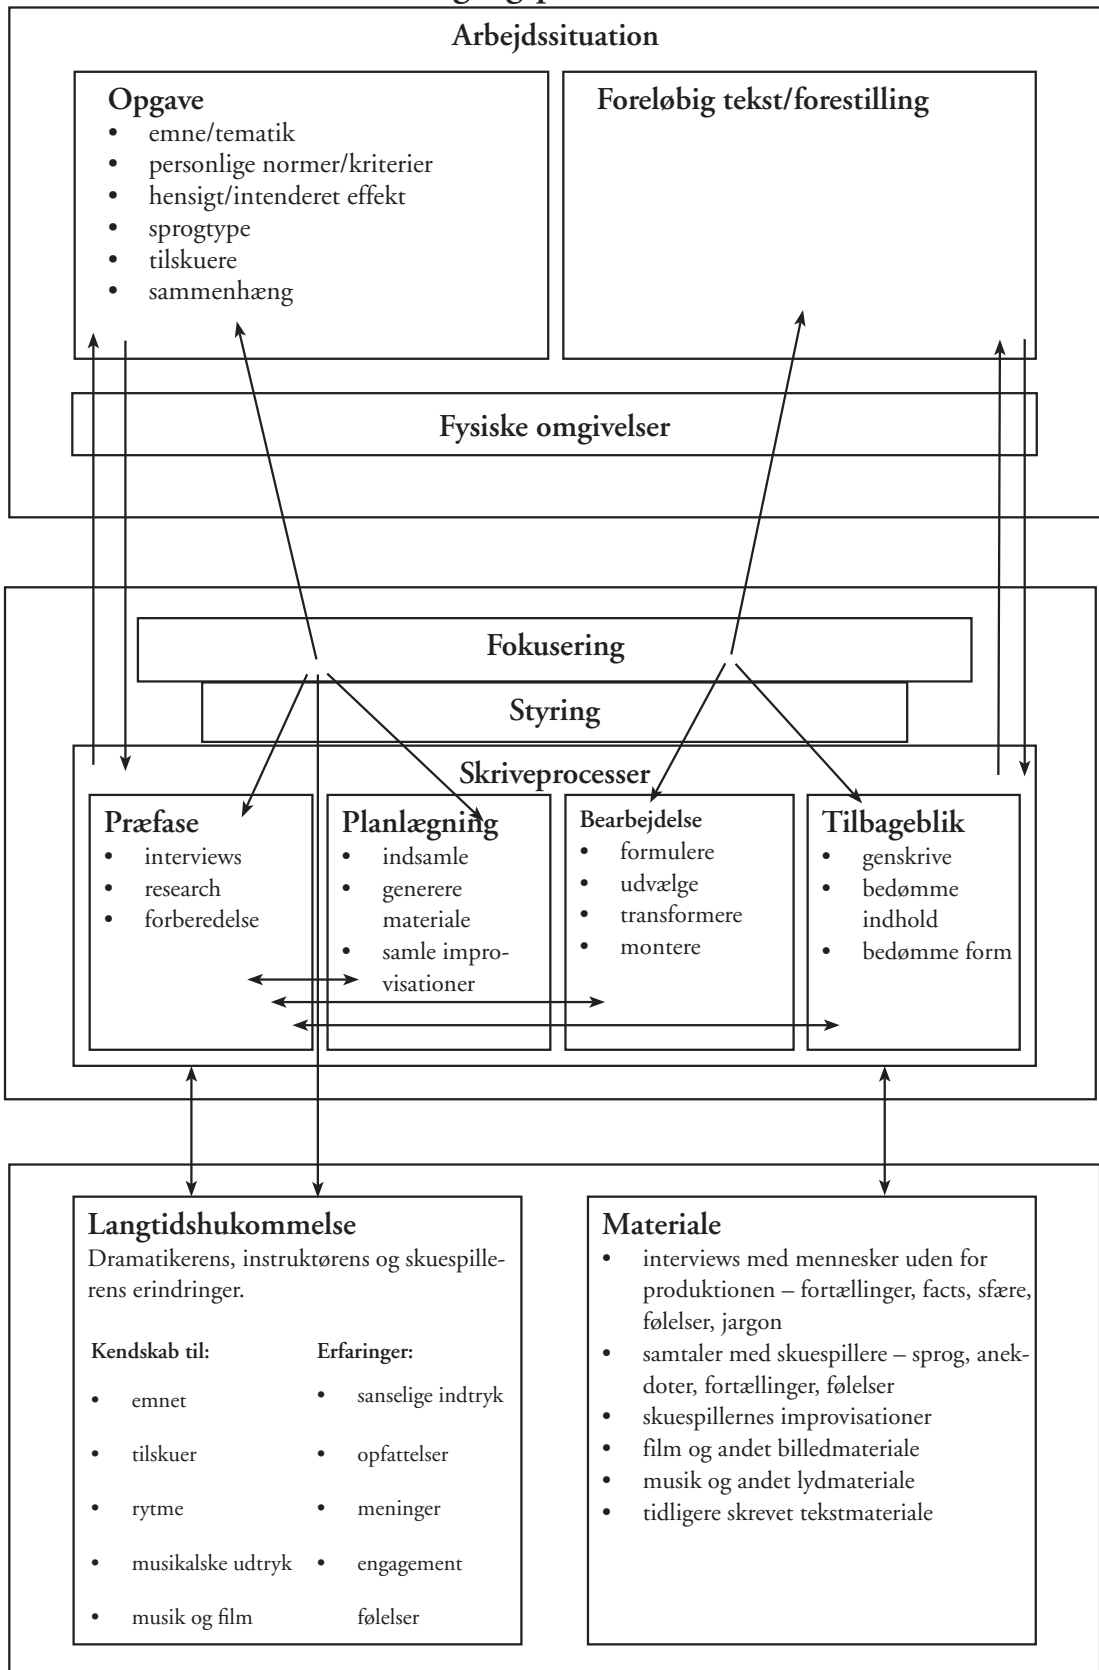 Arbejdssituation
Opgave
• emne/tematik
• personlige normer/kriterier
• hensigt/intenderet effekt
• sprogtype
• tilskuere
• sammenhæng
Foreløbig tekst/forestilling
Fysiske omgivelser
Fokusering
Styring
Skriveprocesser
Præfase
• interviews
• research
• forberedelse
Planlægning
• indsamle
• generere
materiale
• samle impro-
visationer
Bearbejdelse
• formulere
• udvælge
• transformere
• montere
Tilbageblik
• genskrive
• bedømme
indhold
• bedømme form
Langtidshukommelse
Dramatikerens, instruktørens og skuespille-
rens erindringer.
Kendskab til:
• emnet
• tilskuer
• rytme
• musikalske udtryk
• musik og film
Erfaringer:
• sanselige indtryk
• opfattelser
• meninger
• engagement
følelser
Materiale
• interviews med mennesker uden for
produktionen – fortællinger, facts, sfære,
følelser, jargon
• samtaler med skuespillere – sprog, anek-
doter, fortællinger, følelser
• skuespillernes improvisationer
• film og andet billedmateriale
• musik og andet lydmateriale
• tidligere skrevet tekstmateriale